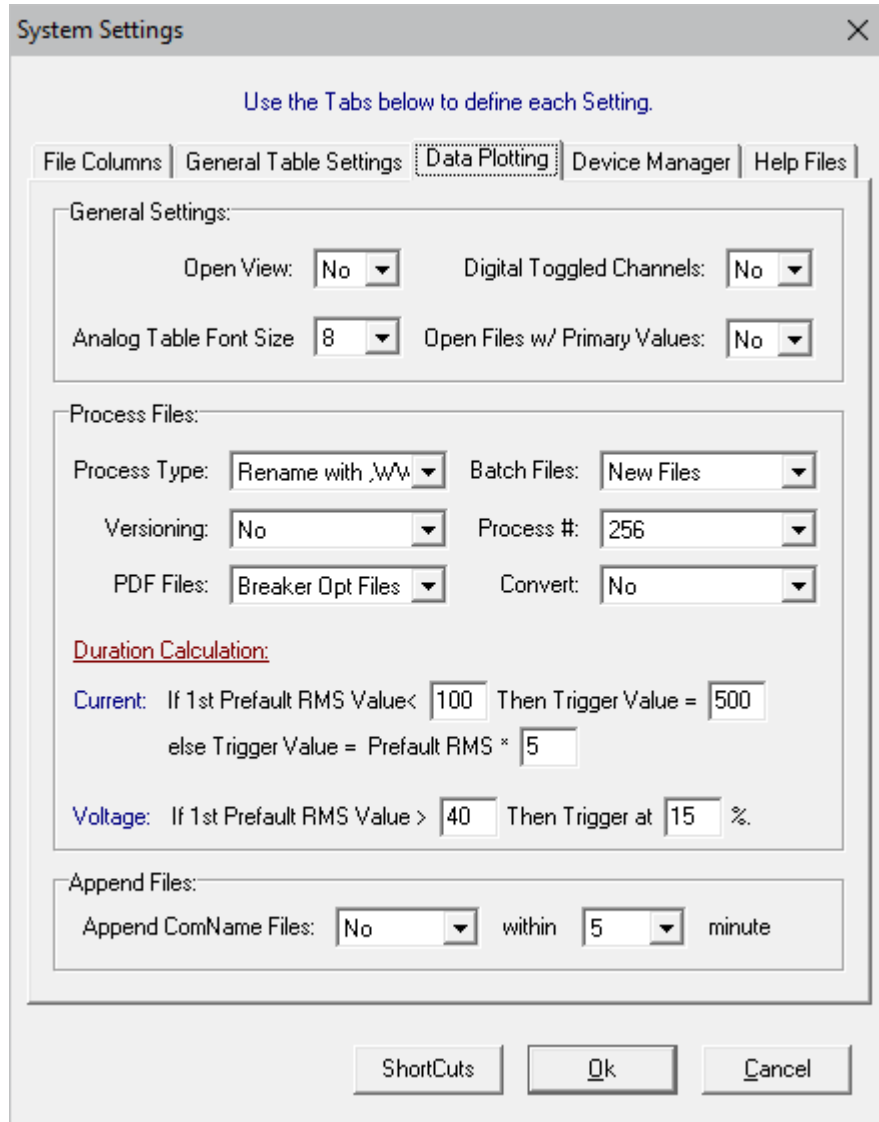 System Settings
Use the Tabs below to define each Setting.
File Columns General Table Settings Data Plotting Device Manager Help Files
General Settings:
Open View: No Digital Toggled Channels: No
Analog Table Font Size 8 Open Files w/ Primary Values: No
Process Files:
Process Type: Rename with Batch Files: New Files
Versioning: No Process #: 256
PDF Files: Breaker Opt Files Convert: No
Duration Calculation:
Current: If 1st Prefault RMS Value< 100 Then Trigger Value = 500
else Trigger Value = Prefault RMS * 5
Voltage: If 1st Prefault RMS Value > 40 Then Trigger at 15 %.
Append Files:
Append ComName Files: No within 5 minute
ShortCuts Ok Cancel